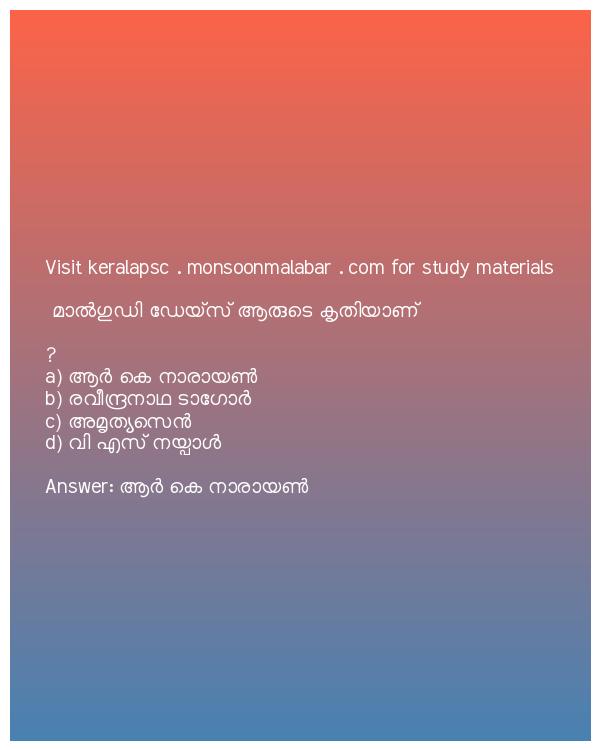 Visit keralapsc . monsoonmalabar . com for study materials
മാൽഗുഡി ഡേയ്സ് ആരുടെ കൃതിയാണ്
?
a) ആർ കെ നാരായൺ
b) രവീന്ദ്രനാഥ ടാഗോർ
c) അമൃത്യസെൻ
d) വി എസ് നയ്പാൾ
Answer: ആർ കെ നാരായൺ